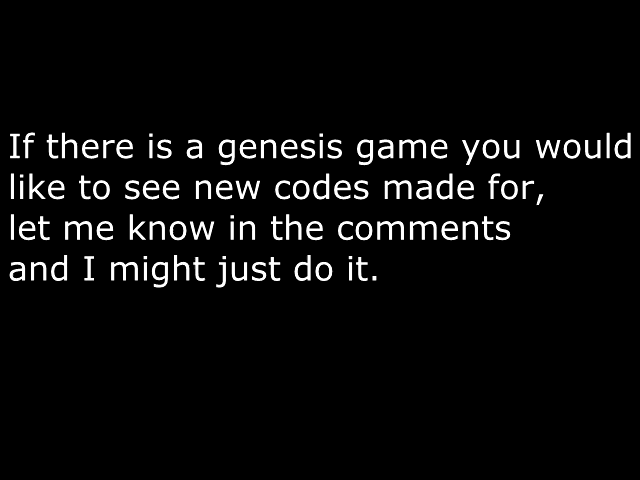 If there is a genesis game you would
like to see new codes made for,
let me know in the comments
and I might just do it.